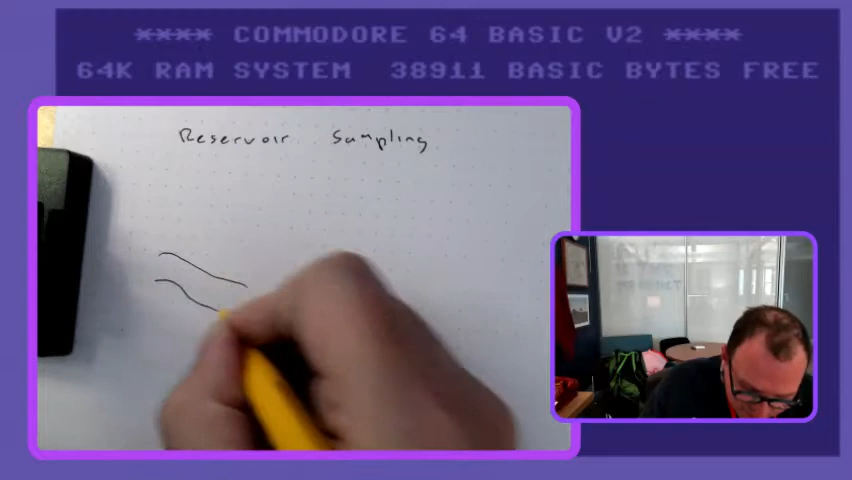 **** COMMODORE 64 BASIC V2 ****
64K RAM SYSTEM 38911 BASIC BYTES FREE
Reservoir Sampling